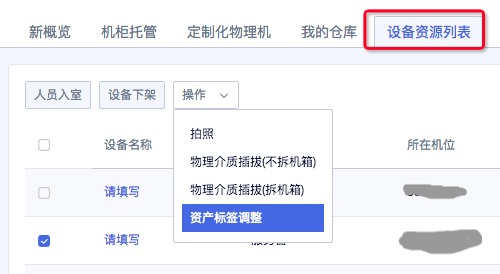 新概览 机柜托管 定制化物理机 我的仓库 设备资源列表
人员入室 设备下架 操作
拍照
设备名称 所在机位
物理介质插拔(不拆机箱)
请填写 物理介质插拔(拆机箱)
资产标签调整
请填写 服务器